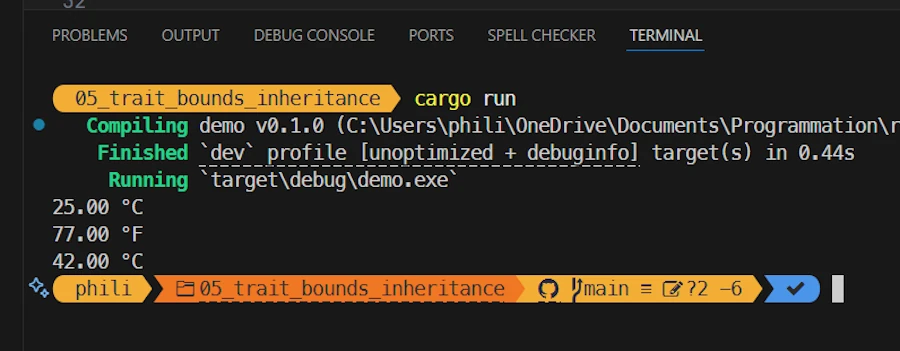 32
PROBLEMS OUTPUT DEBUG CONSOLE PORTS SPELL CHECKER TERMINAL
05_trait_bounds_inheritance cargo run
Compiling demo v0.1.0 (C:\Users\phili\OneDrive\Documents\Programmation\r
Finished `dev` profile [unoptimized + debuginfo] target(s) in 0.44s
Running `target\debug\demo.exe`
25.00 °C
77.00 °F
42.00 °C
phili 05_trait_bounds_inheritance main ≡ ?2 ~6